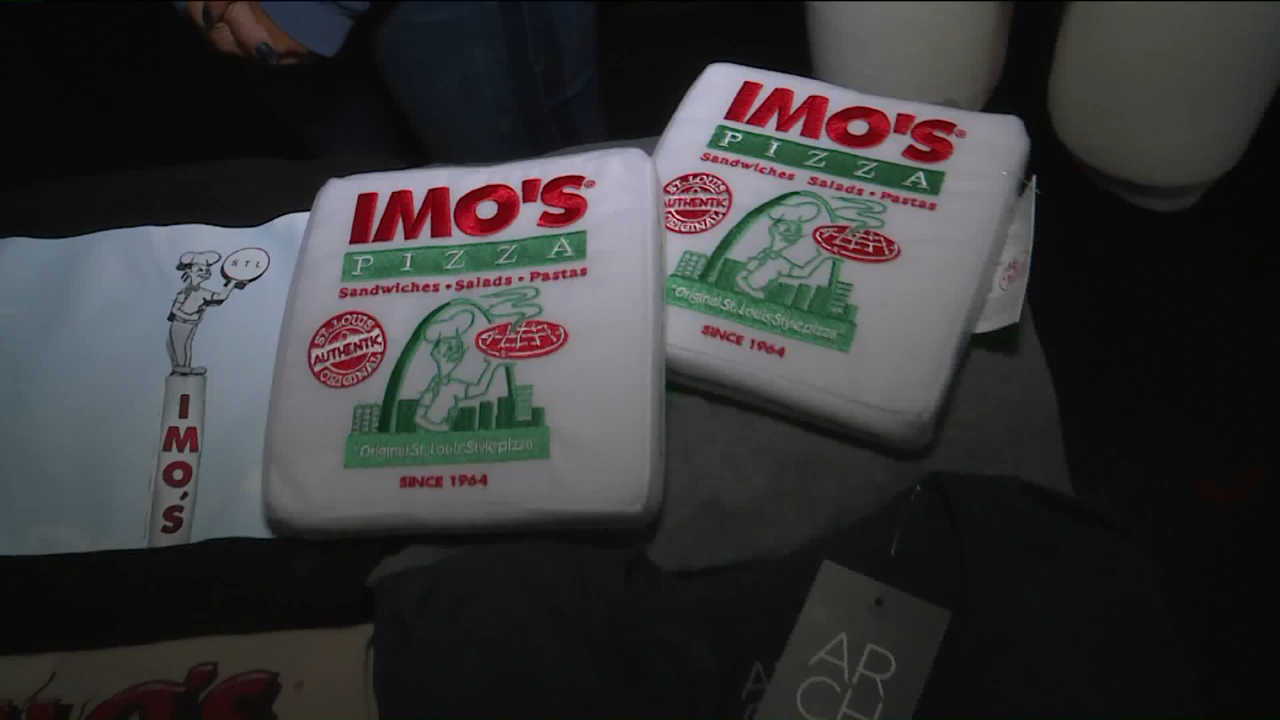 STL
IMO'S
IMO'S®
PIZZA
Sandwiches • Salads • Pastas
ST. LOUIS
AUTHENTIC
ORIGINAL
"Original St. Louis Style pizza"
SINCE 1964
IMO'S®
PIZZA
Sandwiches Salads • Pastas
ST. LOUIS
AUTHENTIC
ORIGINAL
"Original St. Louis Style pizza"
SINCE 1964
AR
CH